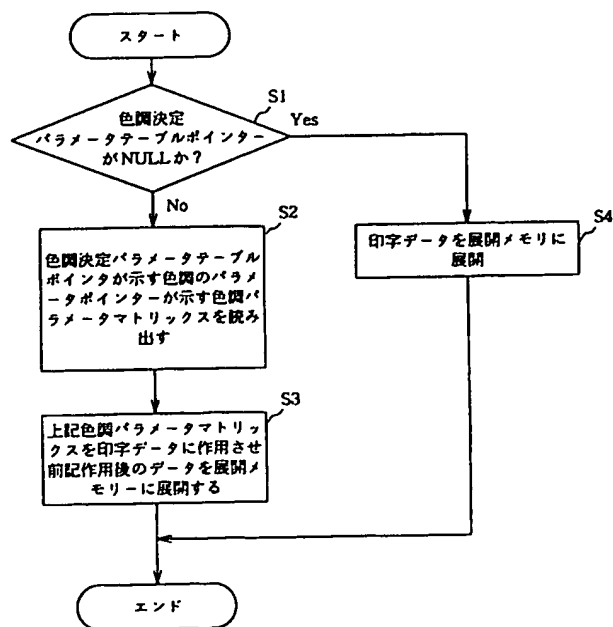 スタート
S1
色調決定
パラメータテーブルポインター
がNULLか？
Yes
No
S2
色調決定パラメータテーブル
ポインタが示す色調のパラメ
ータポインターが示す色調パ
ラメータマトリックスを読み
出す
S4
印字データを展開メモリに
展開
S3
上記色調パラメータマトリッ
クスを印字データに作用させ
前記作用後のデータを展開メ
モリーに展開する
エンド